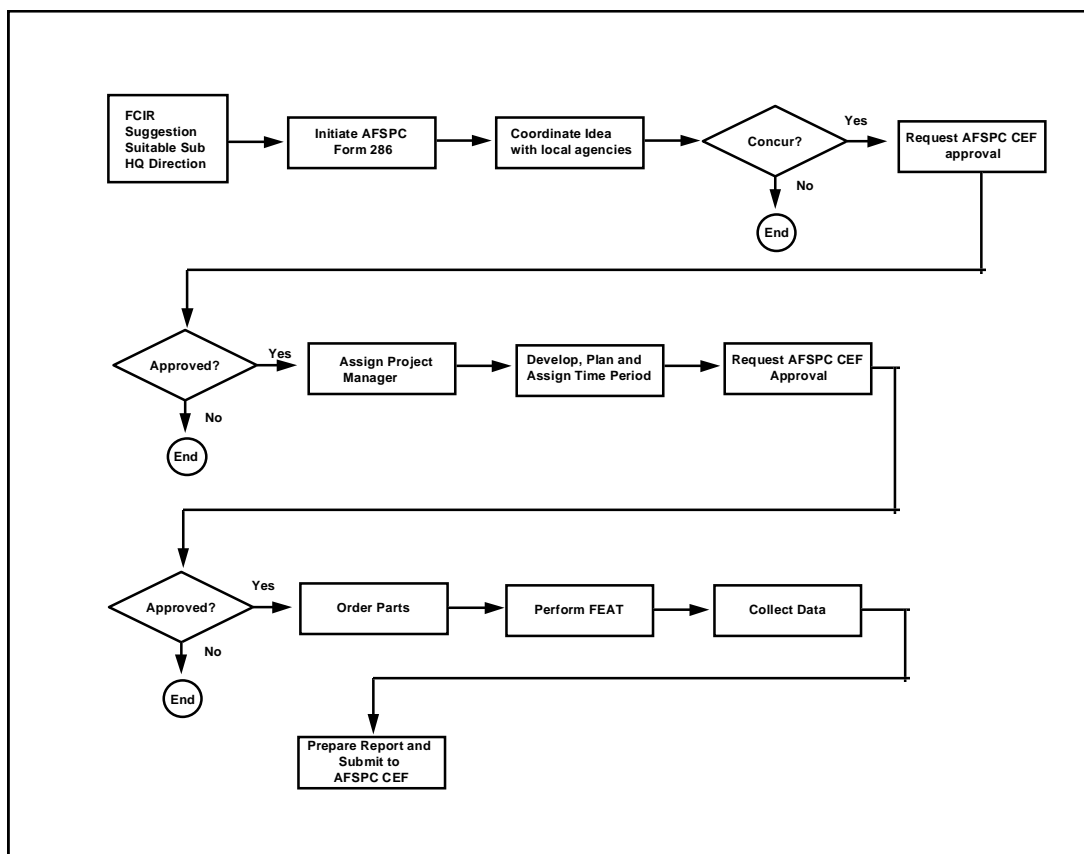 FCIR
Suggestion
Suitable Sub
HQ Direction
Initiate AFSPC
Form 286
Coordinate Idea
with local agencies
Concur?
Yes
Request AFSPC CEF
approval
No
End
Approved?
Yes
Assign Project
Manager
Develop, Plan and
Assign Time Period
Request AFSPC CEF
Approval
No
End
Approved?
Yes
Order Parts
Perform FEAT
Collect Data
No
End
Prepare Report and
Submit to
AFSPC CEF